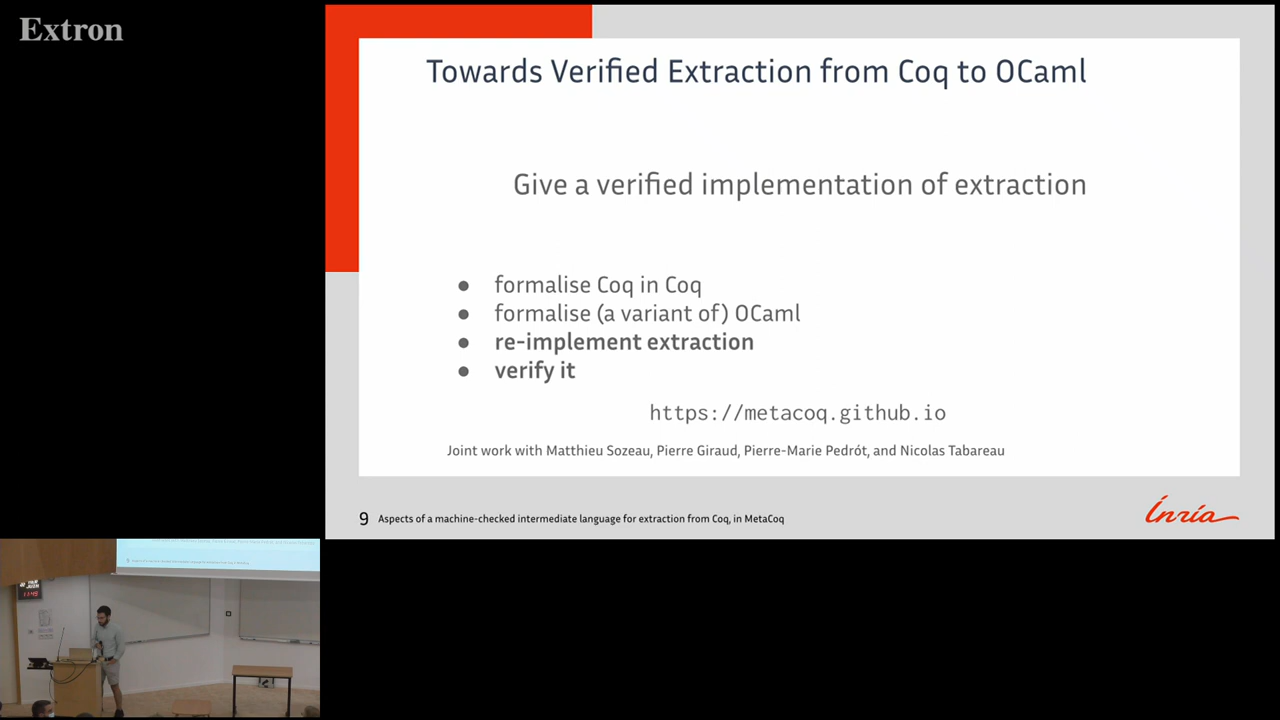 Extron
Towards Verified Extraction from Coq to OCaml
Give a verified implementation of extraction
● formalise Coq in Coq
● formalise (a variant of) OCaml
● re-implement extraction
● verify it
https://metacoq.github.io
Joint work with Matthieu Sozeau, Pierre Giraud, Pierre-Marie Pedrót, and Nicolas Tabareau
9 Aspects of a machine-checked intermediate language for extraction from Coq, in MetaCoq
Inria